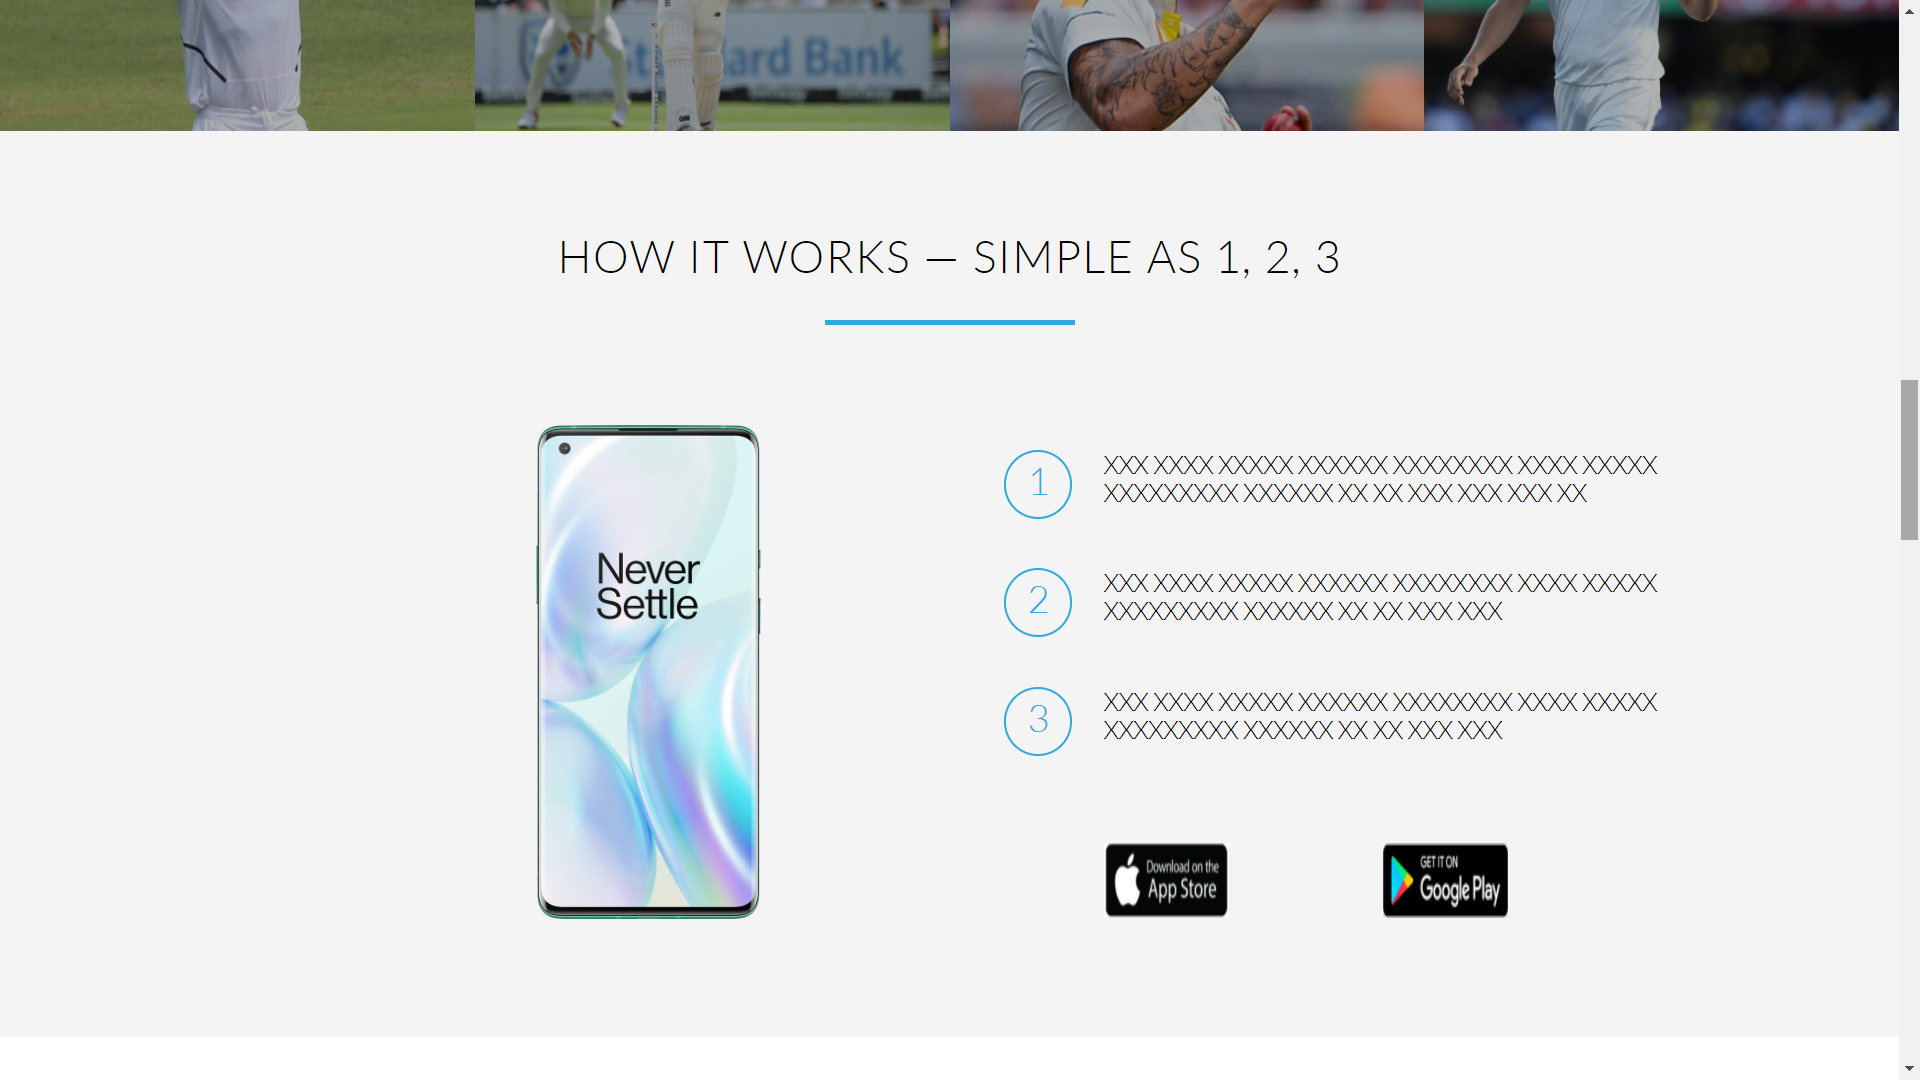 Standard Bank
HOW IT WORKS — SIMPLE AS 1, 2, 3
Never
Settle
1
XXX XXXX XXXXX XXXXXX XXXXXXXX XXXX XXXXX
XXXXXXXXX XXXXXX XX XX XXX XXX XXX XX
2
XXX XXXX XXXXX XXXXXX XXXXXXXX XXXX XXXXX
XXXXXXXXX XXXXXX XX XX XXX XXX
3
XXX XXXX XXXXX XXXXXX XXXXXXXX XXXX XXXXX
XXXXXXXXX XXXXXX XX XX XXX XXX
Download on the
App Store
GET IT ON
Google Play